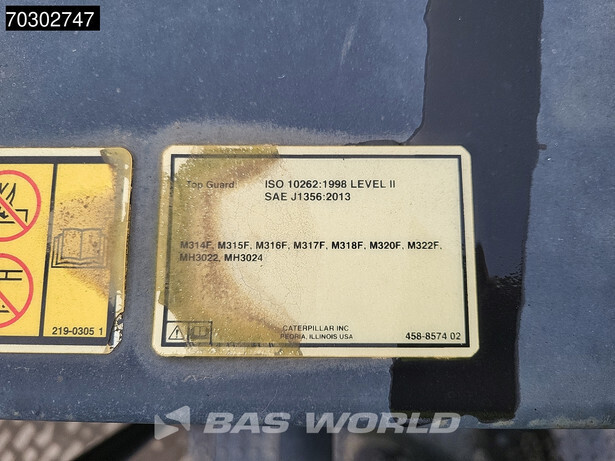 70302747
Top Guard: ISO 10262:1998 LEVEL II
SAE J1356:2013
M314F, M315F, M316F, M317F, M318F, M320F, M322F,
MH3022, MH3024
219-0305 1
CATERPILLAR INC.
PEORIA, ILLINOIS USA
458-8574 02
BAS WORLD